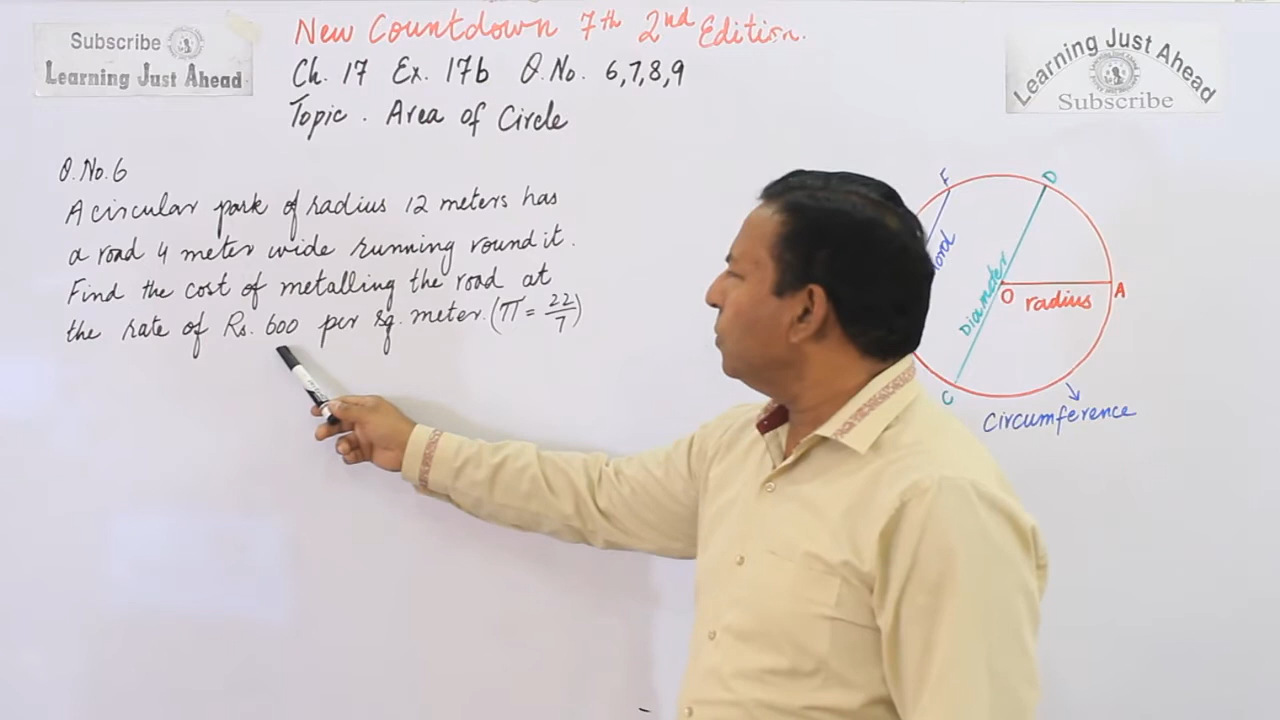 Subscribe
Learning Just Ahead
New Countdown 7th 2nd Edition.
Ch. 17 Ex. 17b Q.No. 6,7,8,9
Topic. Area of Circle
Learning Just Ahead
Subscribe
Q.No.6
A circular park of radius 12 meters has
a road 4 meter wide running round it.
Find the cost of metalling the road at
the rate of Rs. 600 per sq. meter. (π = 22/7)
F
D
Diameter
O
radius
A
C
Circumference